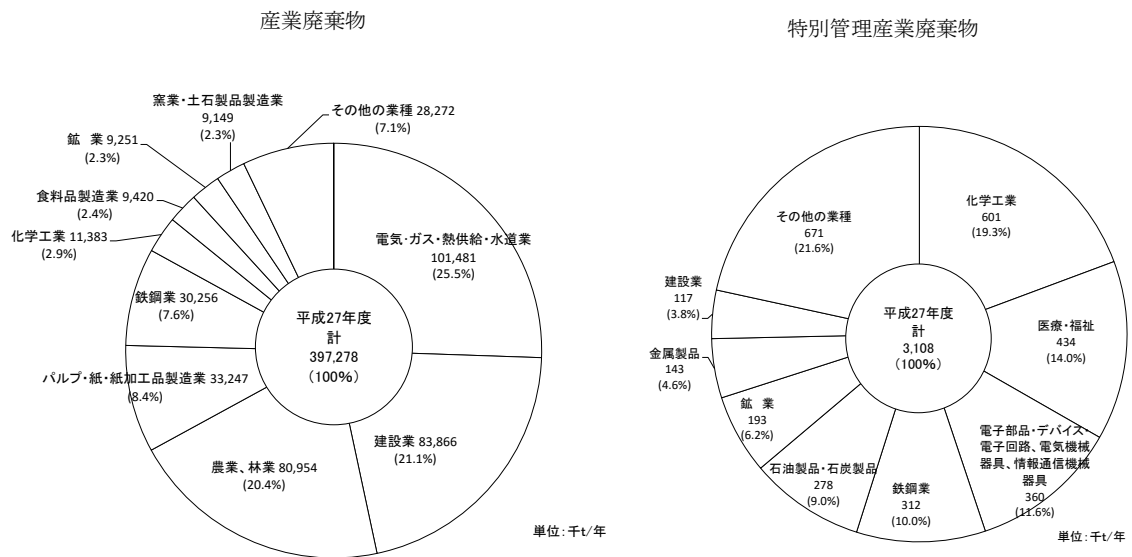 産業廃棄物
窯業・土石製品製造業
9,149
(2.3%)
その他の業種 28,272
(7.1%)
鉱 業 9,251
(2.3%)
食料品製造業 9,420
(2.4%)
化学工業 11,383
(2.9%)
電気・ガス・熱供給・水道業
101,481
(25.5%)
鉄鋼業 30,256
(7.6%)
平成27年度
計
397,278
(100%)
パルプ・紙・紙加工品製造業 33,247
(8.4%)
建設業 83,866
(21.1%)
農業、林業 80,954
(20.4%)
単位：千t/年
特別管理産業廃棄物
化学工業
601
(19.3%)
その他の業種
671
(21.6%)
建設業
117
(3.8%)
平成27年度
計
3,108
(100%)
医療・福祉
434
(14.0%)
金属製品
143
(4.6%)
鉱 業
193
(6.2%)
電子部品・デバイス・
電子回路、電気機械
器具、情報通信機械
器具
360
(11.6%)
石油製品・石炭製品
278
(9.0%)
鉄鋼業
312
(10.0%)
単位：千t/年